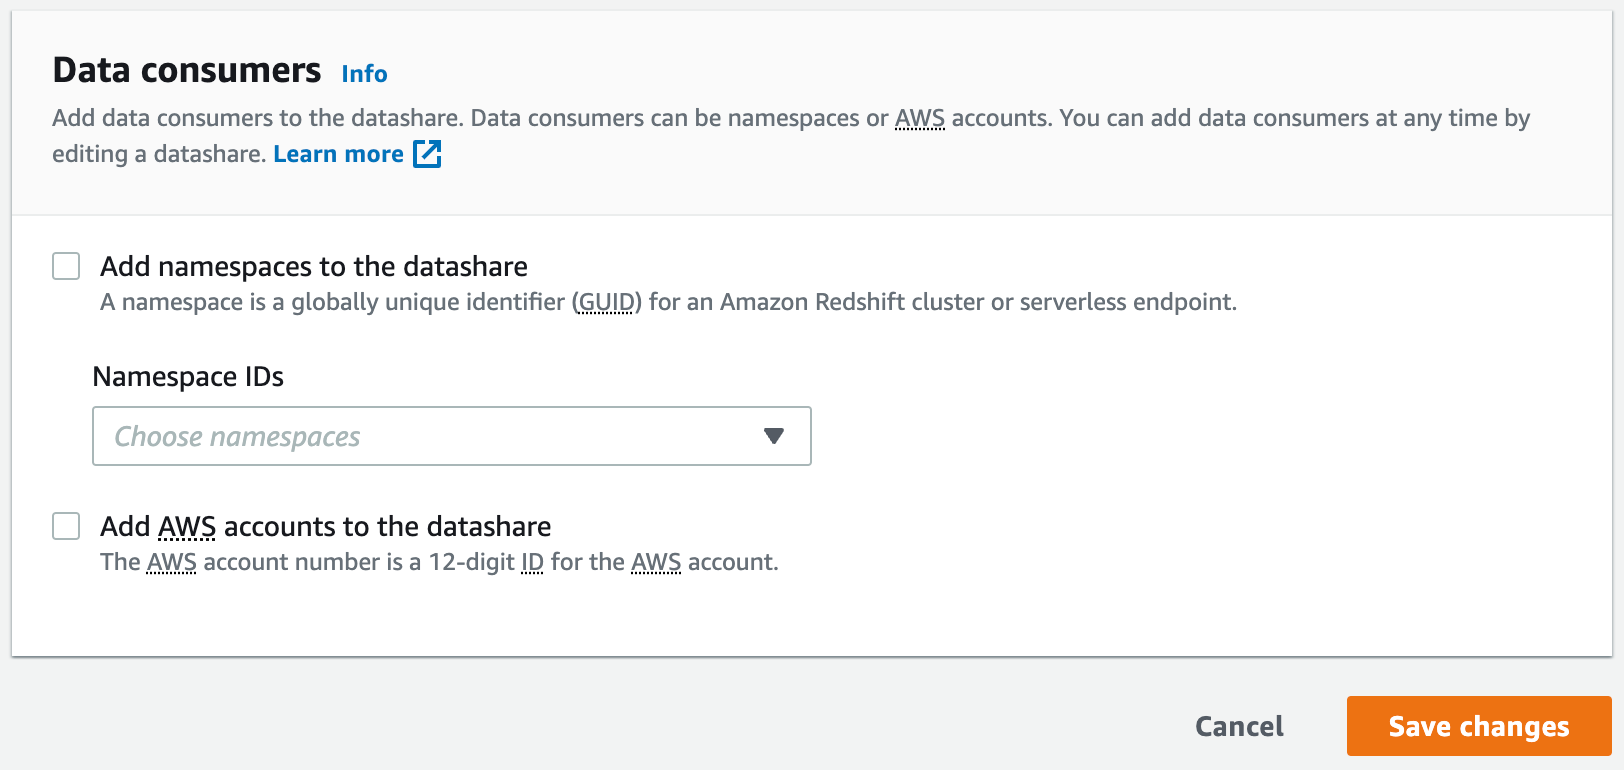 Data consumers Info
Add data consumers to the datashare. Data consumers can be namespaces or AWS accounts. You can add data consumers at any time by
editing a datashare. Learn more
Add namespaces to the datashare
A namespace is a globally unique identifier (GUID) for an Amazon Redshift cluster or serverless endpoint.
Namespace IDs
Choose namespaces
Add AWS accounts to the datashare
The AWS account number is a 12-digit ID for the AWS account.
Cancel Save changes